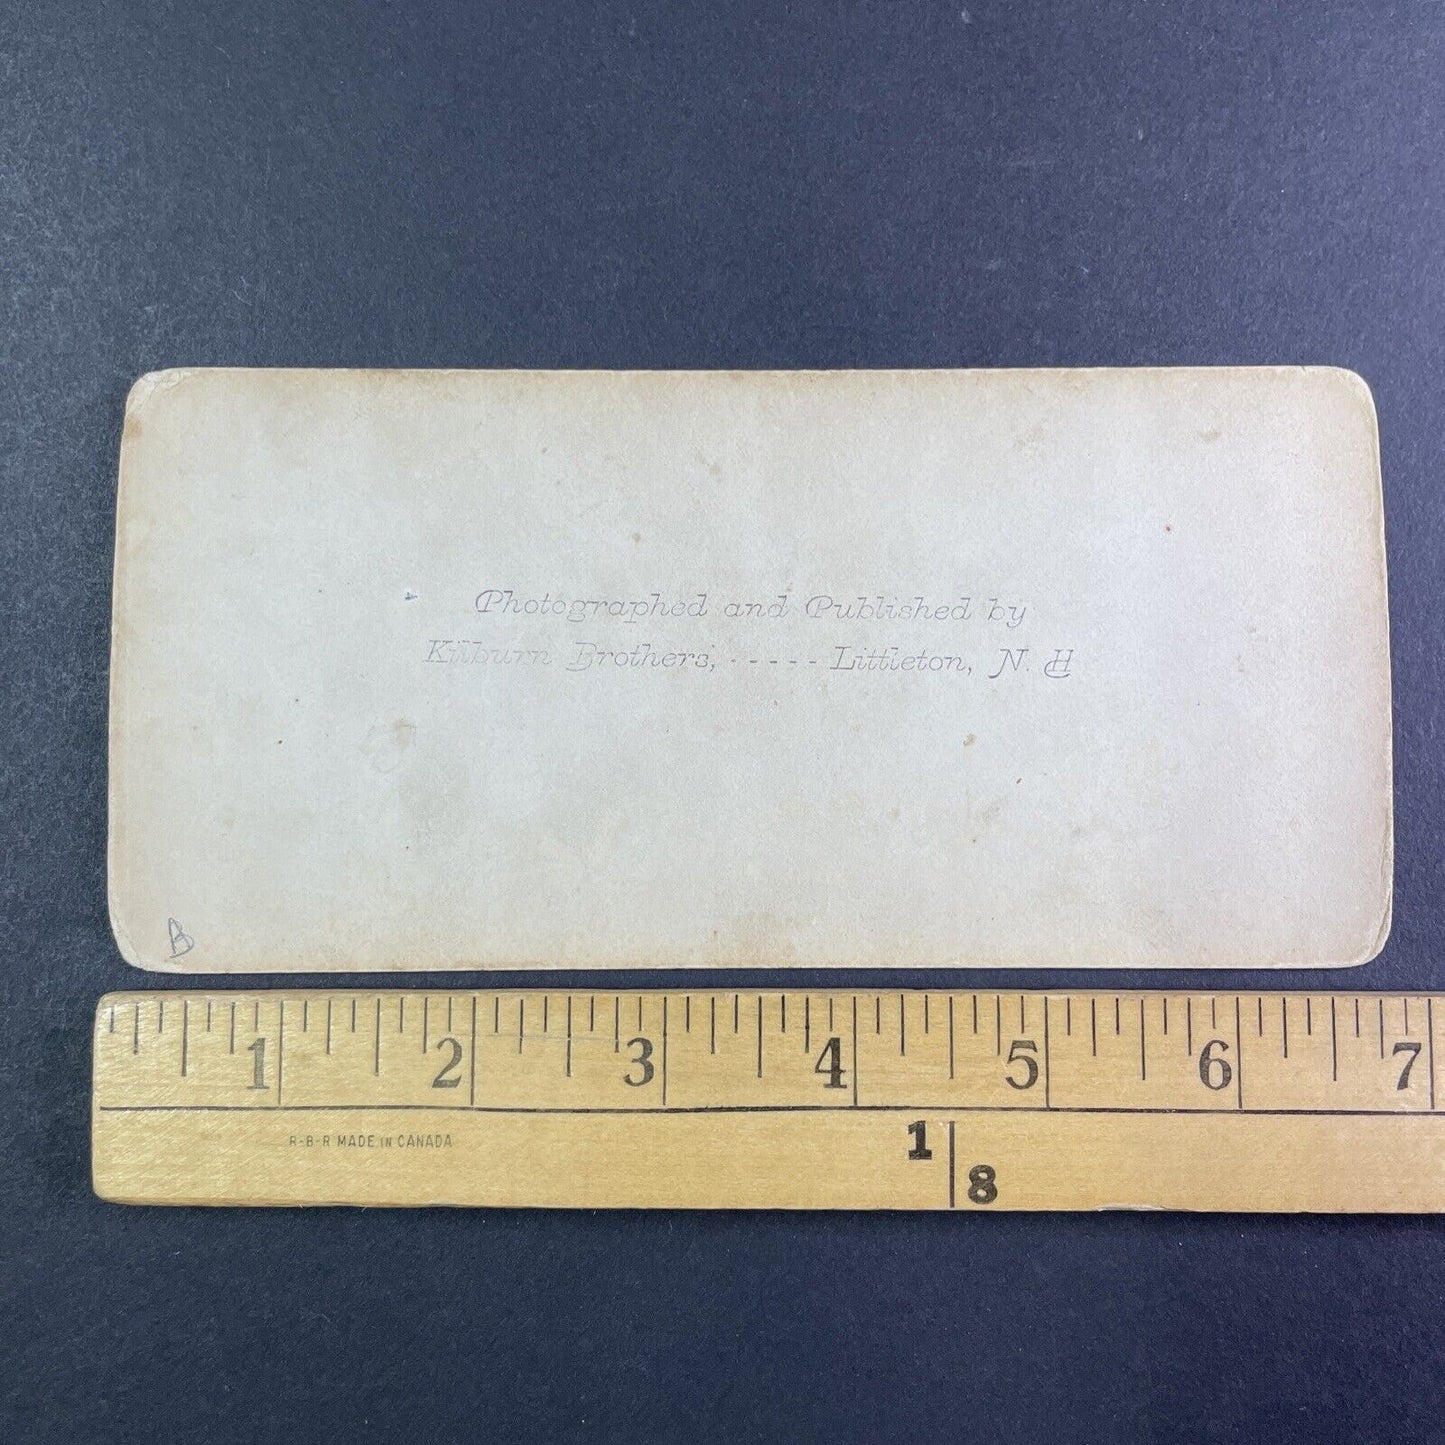 Photographed and Published by
Kilburn Brothers, ----- Littleton, N. H
B
1 2 3 4 5 6 7
R-B-R MADE IN CANADA
1
8